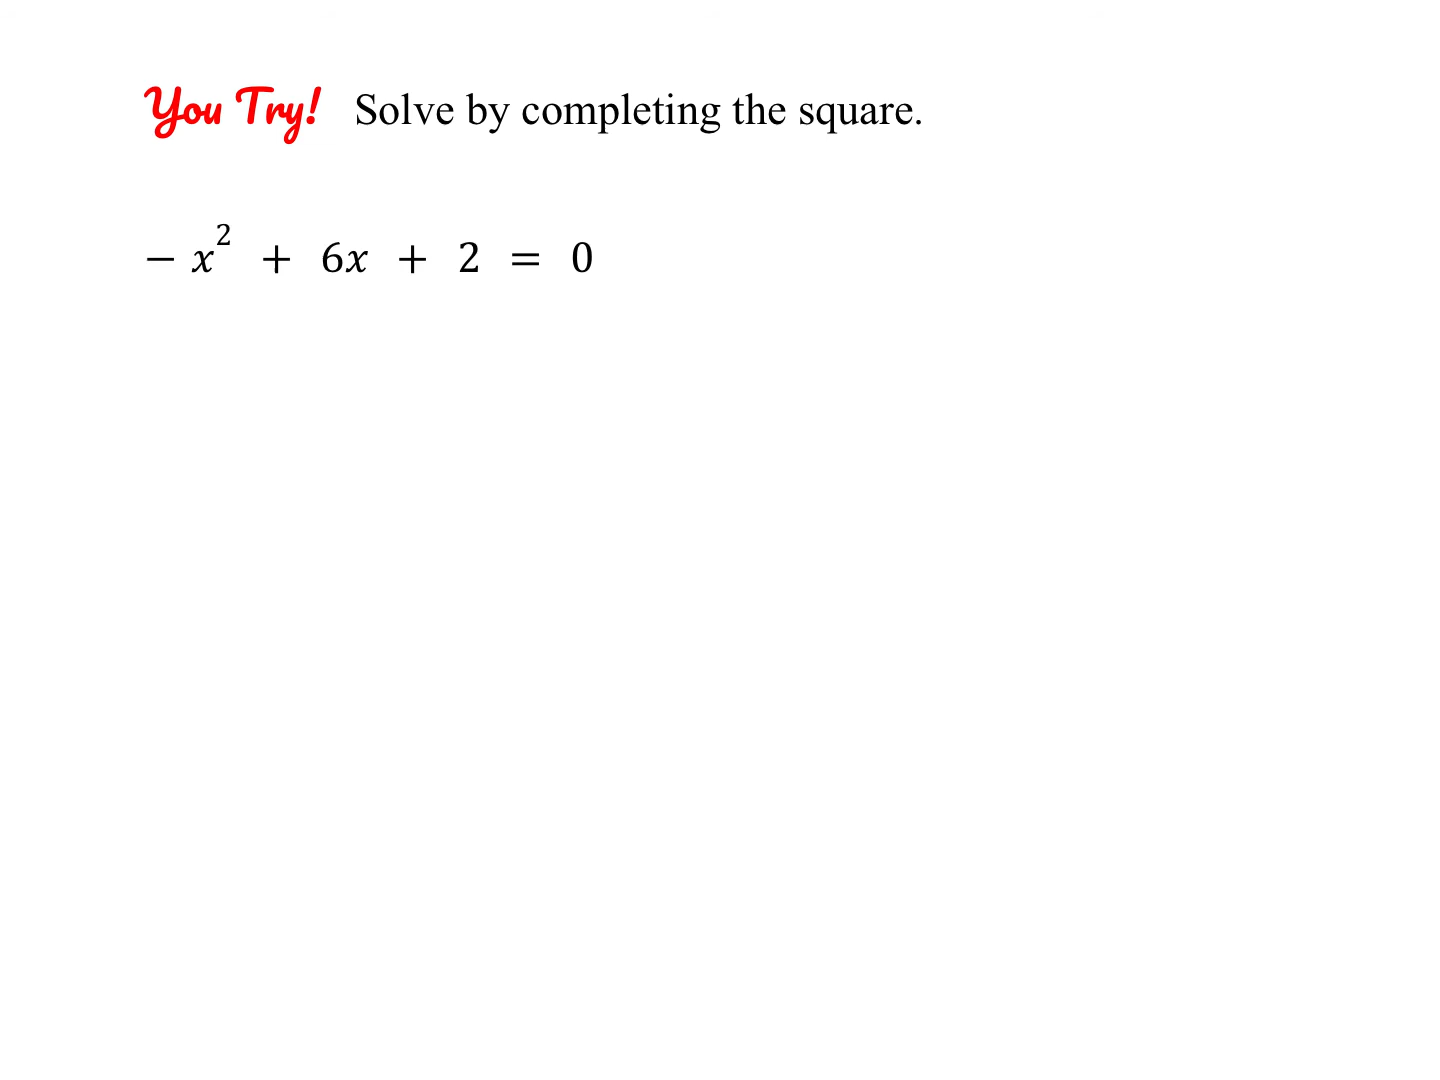 You Try! Solve by completing the square.
− x² + 6x + 2 = 0